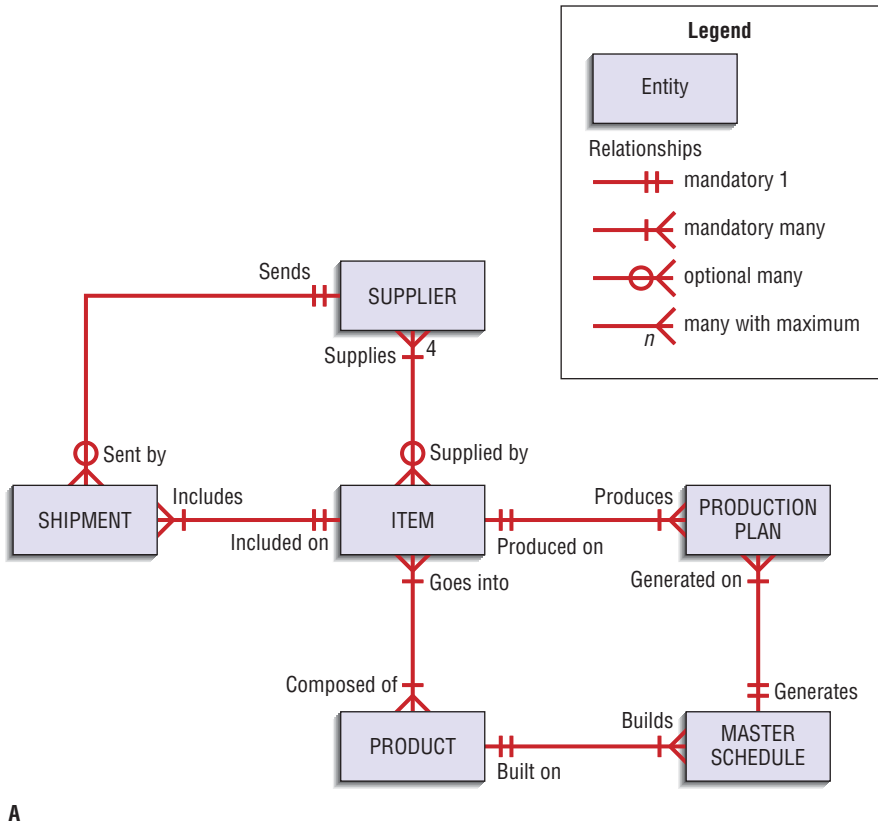 Legend
Entity
Relationships
mandatory 1
mandatory many
optional many
many with maximum
n
Sends
SUPPLIER
Supplies
4
Sent by
Supplied by
Includes
SHIPMENT
Included on
ITEM
Produces
Produced on
PRODUCTION
PLAN
Goes into
Generated on
Composed of
Generates
PRODUCT
Builds
Built on
MASTER
SCHEDULE
A